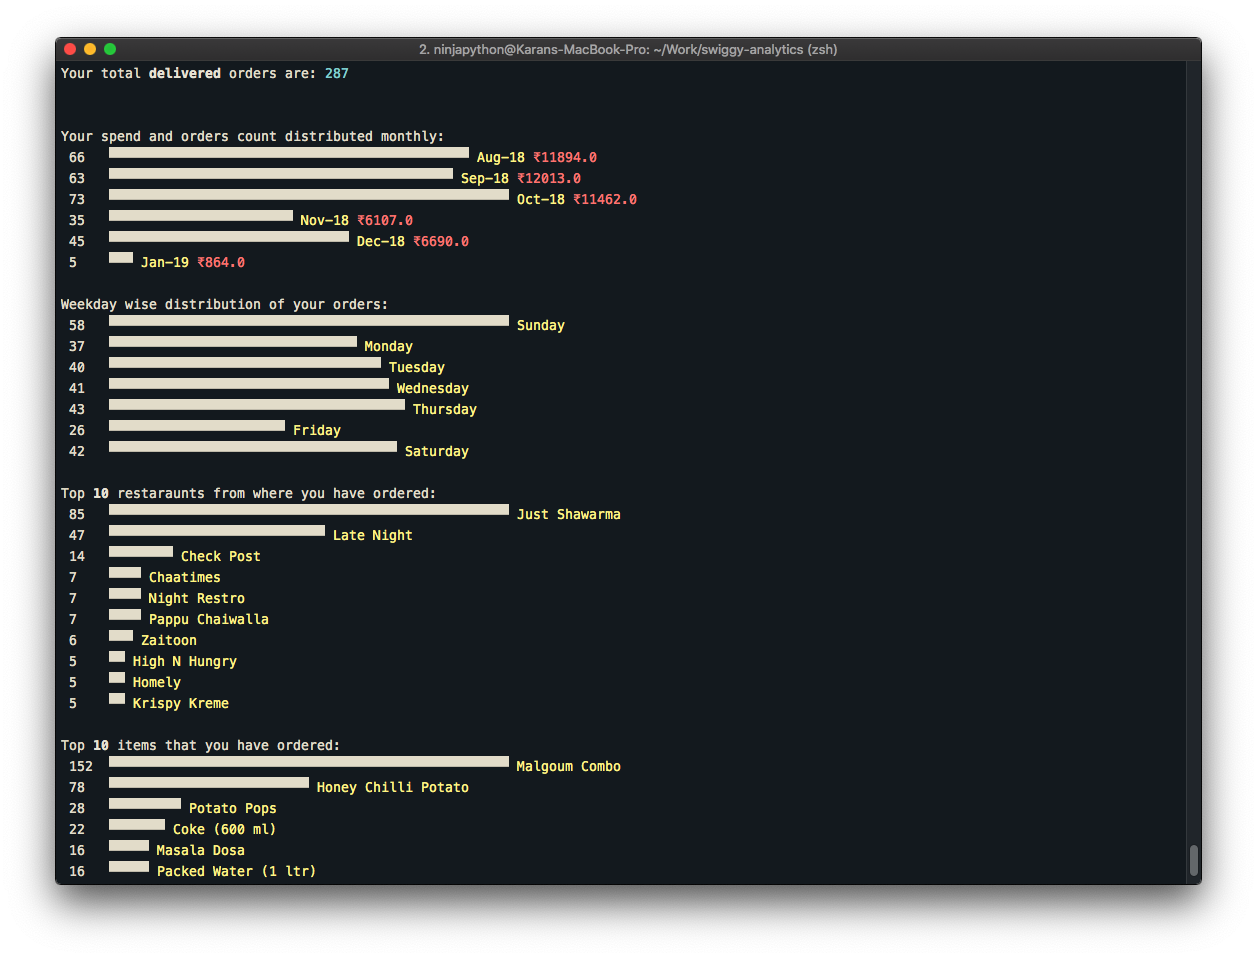 2. ninjapython@Karans-MacBook-Pro: ~/Work/swiggy-analytics (zsh)
Your total delivered orders are: 287
Your spend and orders count distributed monthly:
66 Aug-18 ₹11894.0
63 Sep-18 ₹12013.0
73 Oct-18 ₹11462.0
35 Nov-18 ₹6107.0
45 Dec-18 ₹6690.0
5 Jan-19 ₹864.0
Weekday wise distribution of your orders:
58 Sunday
37 Monday
40 Tuesday
41 Wednesday
43 Thursday
26 Friday
42 Saturday
Top 10 restaraunts from where you have ordered:
85 Just Shawarma
47 Late Night
14 Check Post
7 Chaatimes
7 Night Restro
7 Pappu Chaiwalla
6 Zaitoon
5 High N Hungry
5 Homely
5 Krispy Kreme
Top 10 items that you have ordered:
152 Malgoum Combo
78 Honey Chilli Potato
28 Potato Pops
22 Coke (600 ml)
16 Masala Dosa
16 Packed Water (1 ltr)